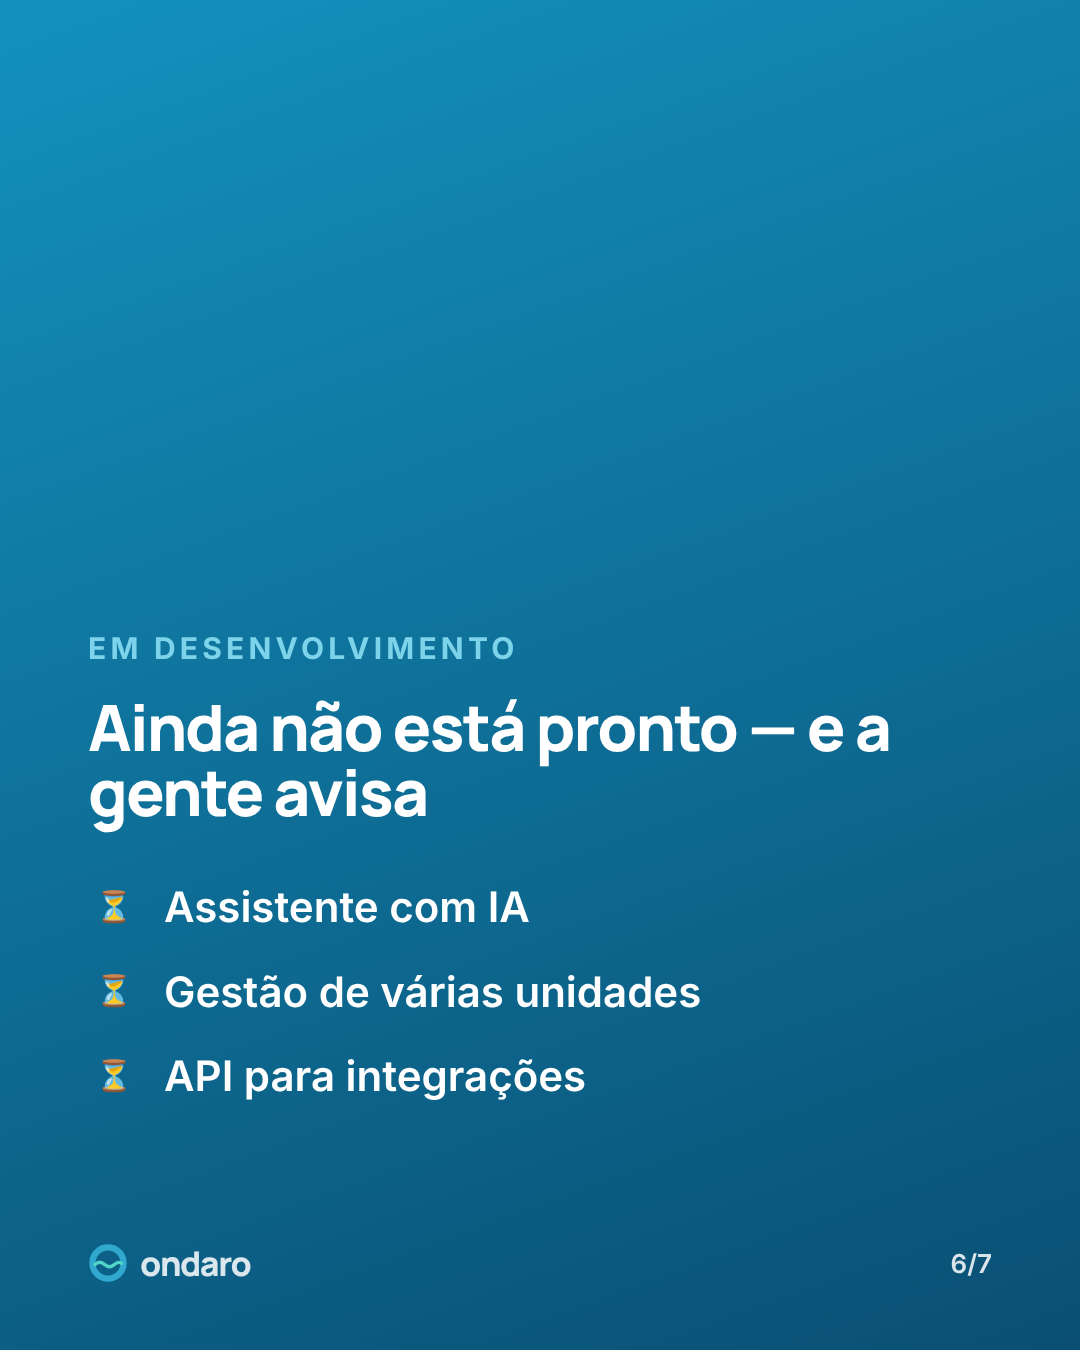 EM DESENVOLVIMENTO
Ainda não está pronto — e a
gente avisa
⏳ Assistente com IA
⏳ Gestão de várias unidades
⏳ API para integrações
ondaro
6/7